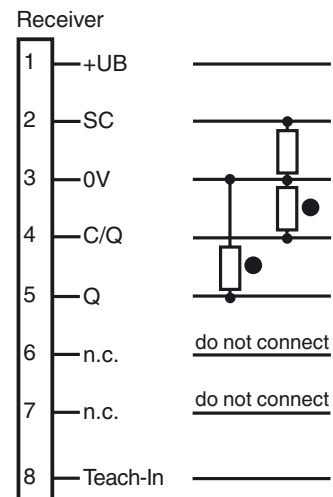 Receiver
1 +UB
2 SC
3 0V
4 C/Q
5 Q
6 n.c. do not connect
7 n.c. do not connect
8 Teach-In